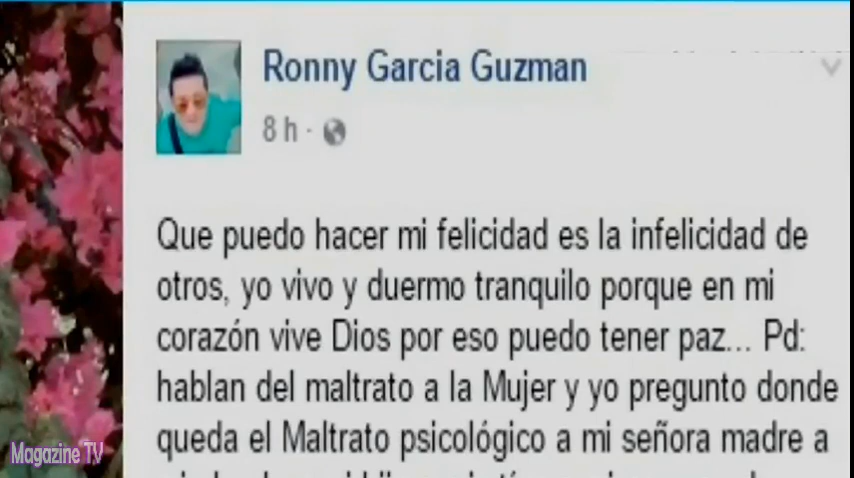 Ronny Garcia Guzman
8 h ·
Que puedo hacer mi felicidad es la infelicidad de
otros, yo vivo y duermo tranquilo porque en mi
corazón vive Dios por eso puedo tener paz... Pd:
hablan del maltrato a la Mujer y yo pregunto donde
queda el Maltrato psicológico a mi señora madre a
Magazine TV